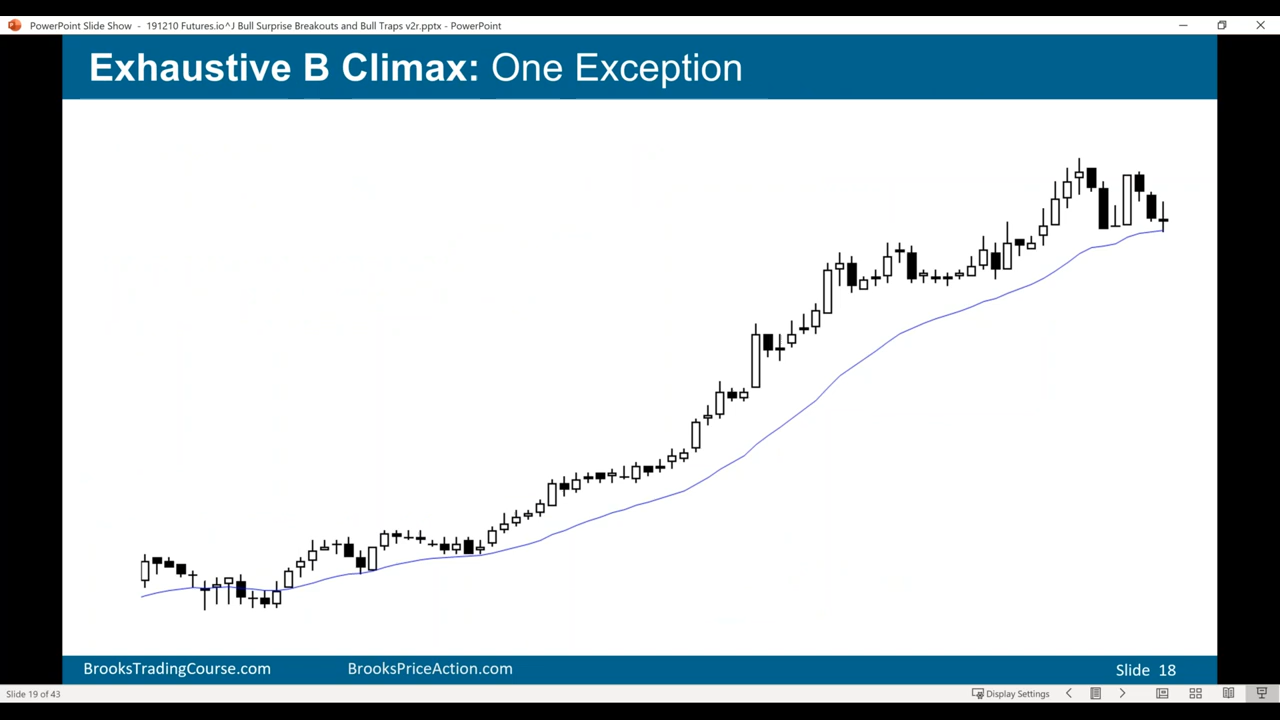 PowerPoint Slide Show - 191210 Futures.io^J Bull Surprise Breakouts and Bull Traps v2r.pptx - PowerPoint
Exhaustive B Climax: One Exception
BrooksTradingCourse.com BrooksPriceAction.com Slide 18
Slide 19 of 43 Display Settings